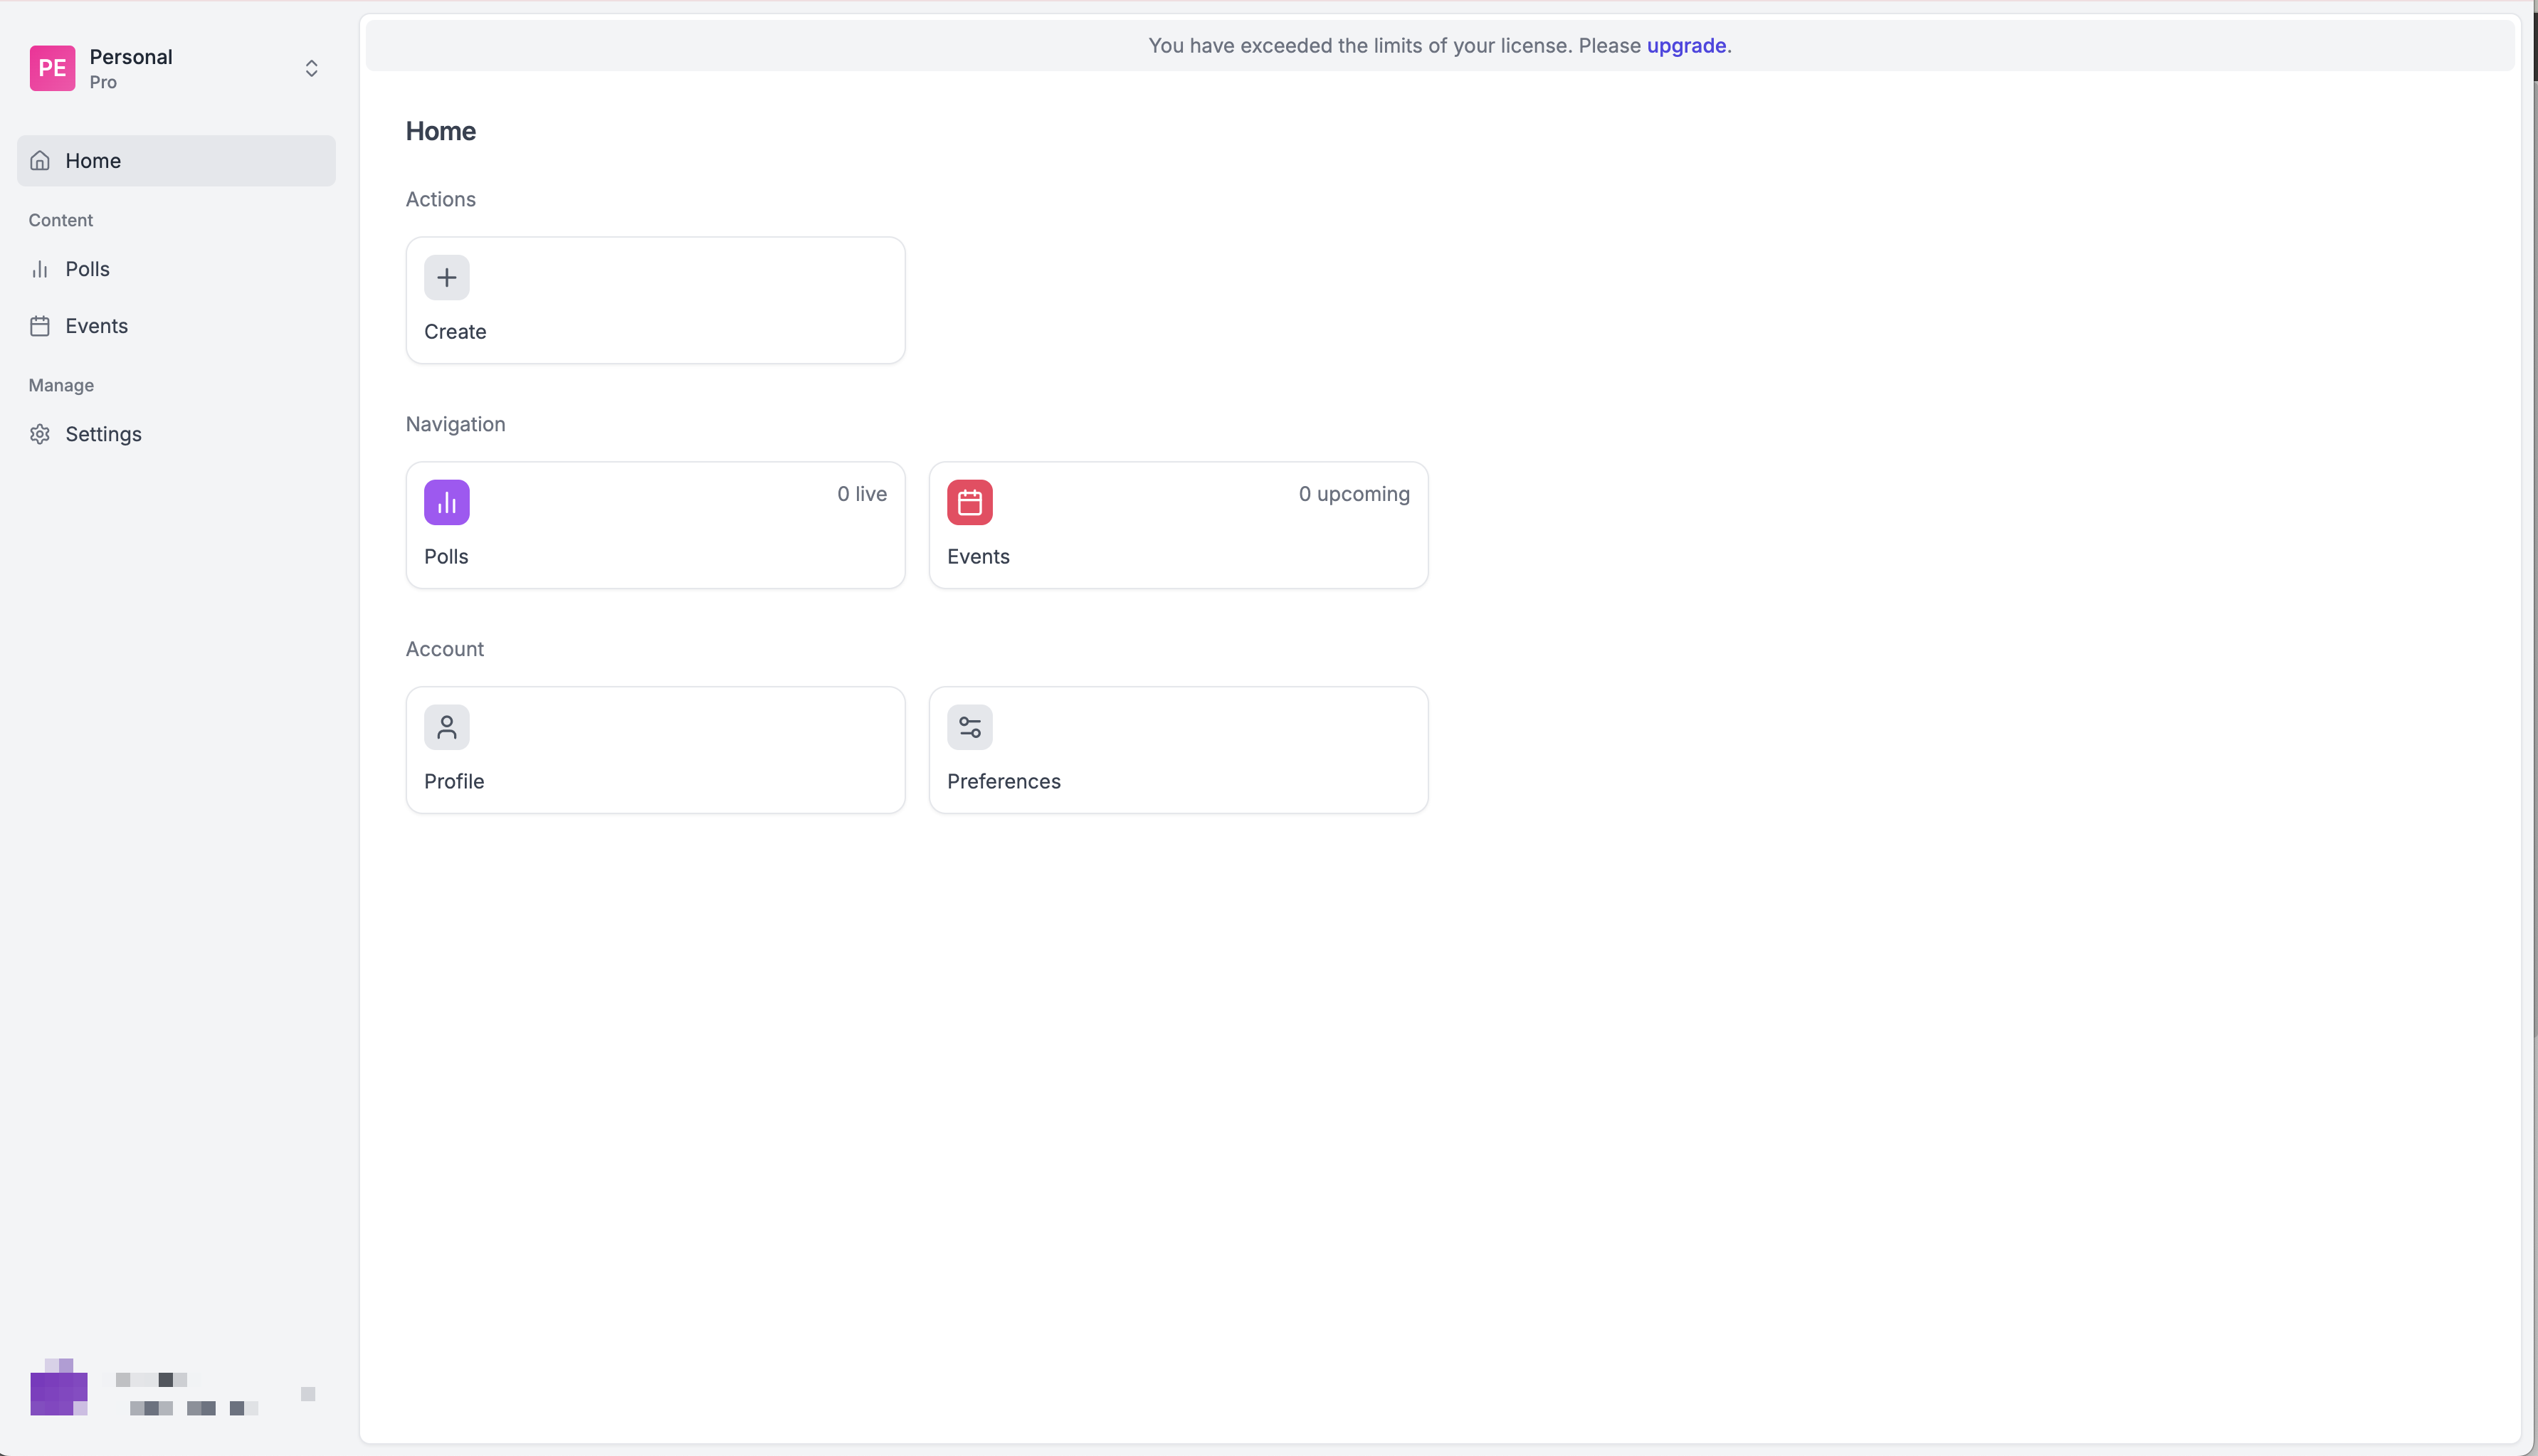 PE
Personal
Pro
Home
Content
Polls
Events
Manage
Settings
You have exceeded the limits of your license. Please upgrade.
Home
Actions
Create
Navigation
0 live
Polls
0 upcoming
Events
Account
Profile
Preferences